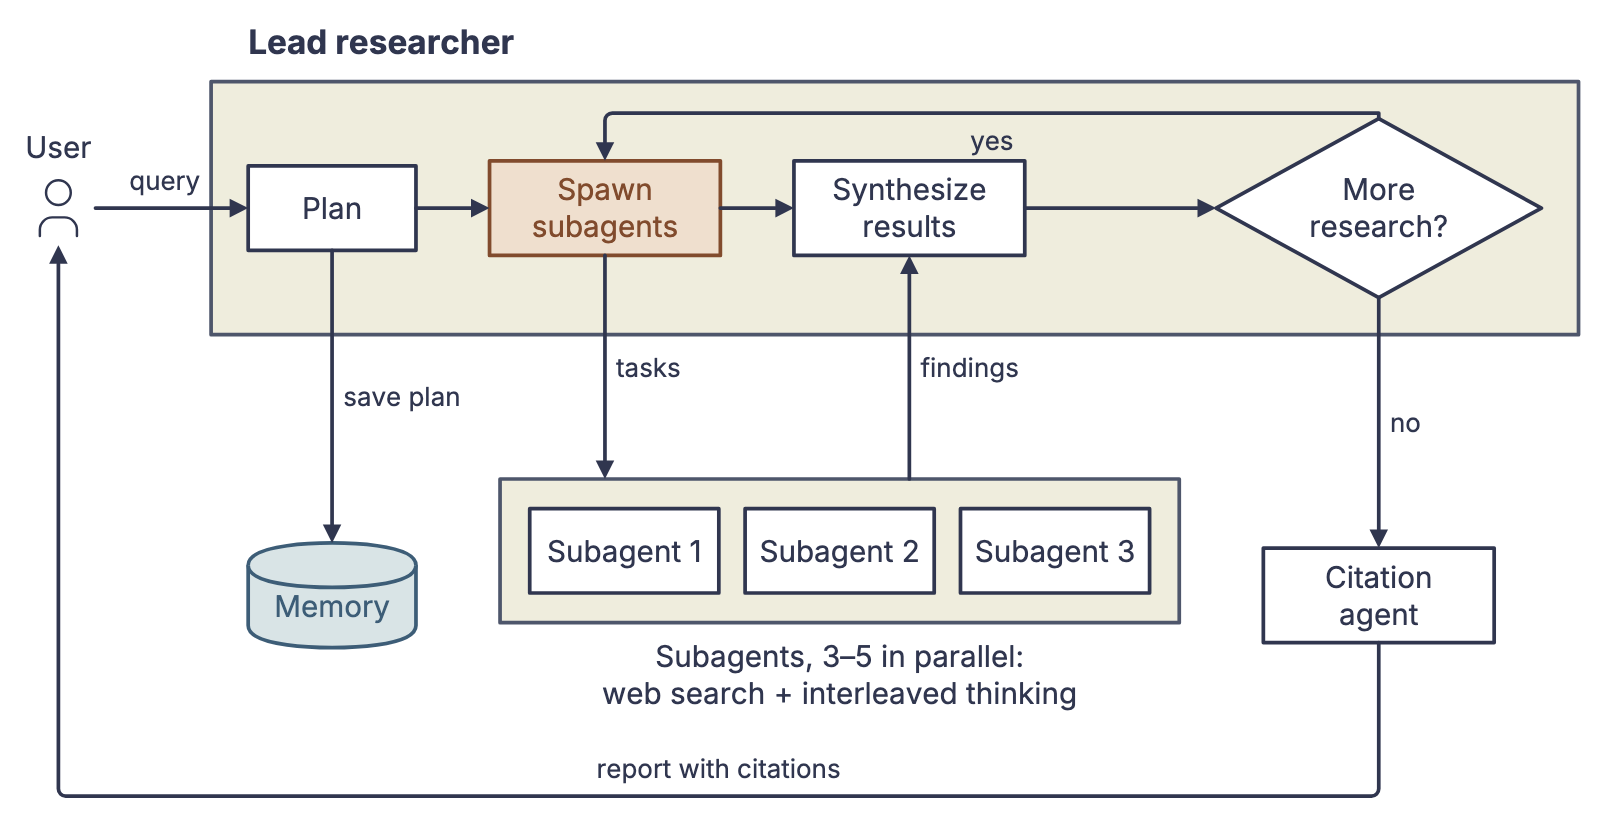 Lead researcher
User
query
Plan
Spawn
subagents
Synthesize
results
yes
More
research?
save plan
tasks
findings
no
Memory
Subagent 1
Subagent 2
Subagent 3
Citation
agent
Subagents, 3–5 in parallel:
web search + interleaved thinking
report with citations